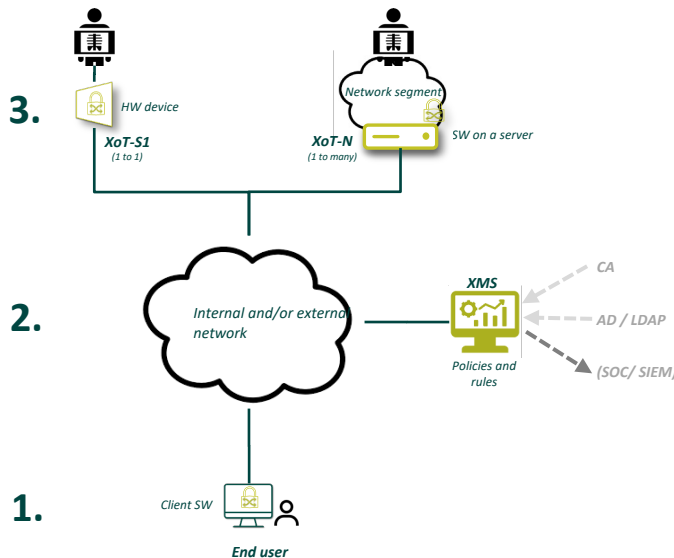 3.
HW device
XoT-S1
(1 to 1)
Network segment
XoT-N
(1 to many)
SW on a server
2.
Internal and/or external
network
XMS
Policies and
rules
CA
AD / LDAP
(SOC/ SIEM)
1.
Client SW
End user